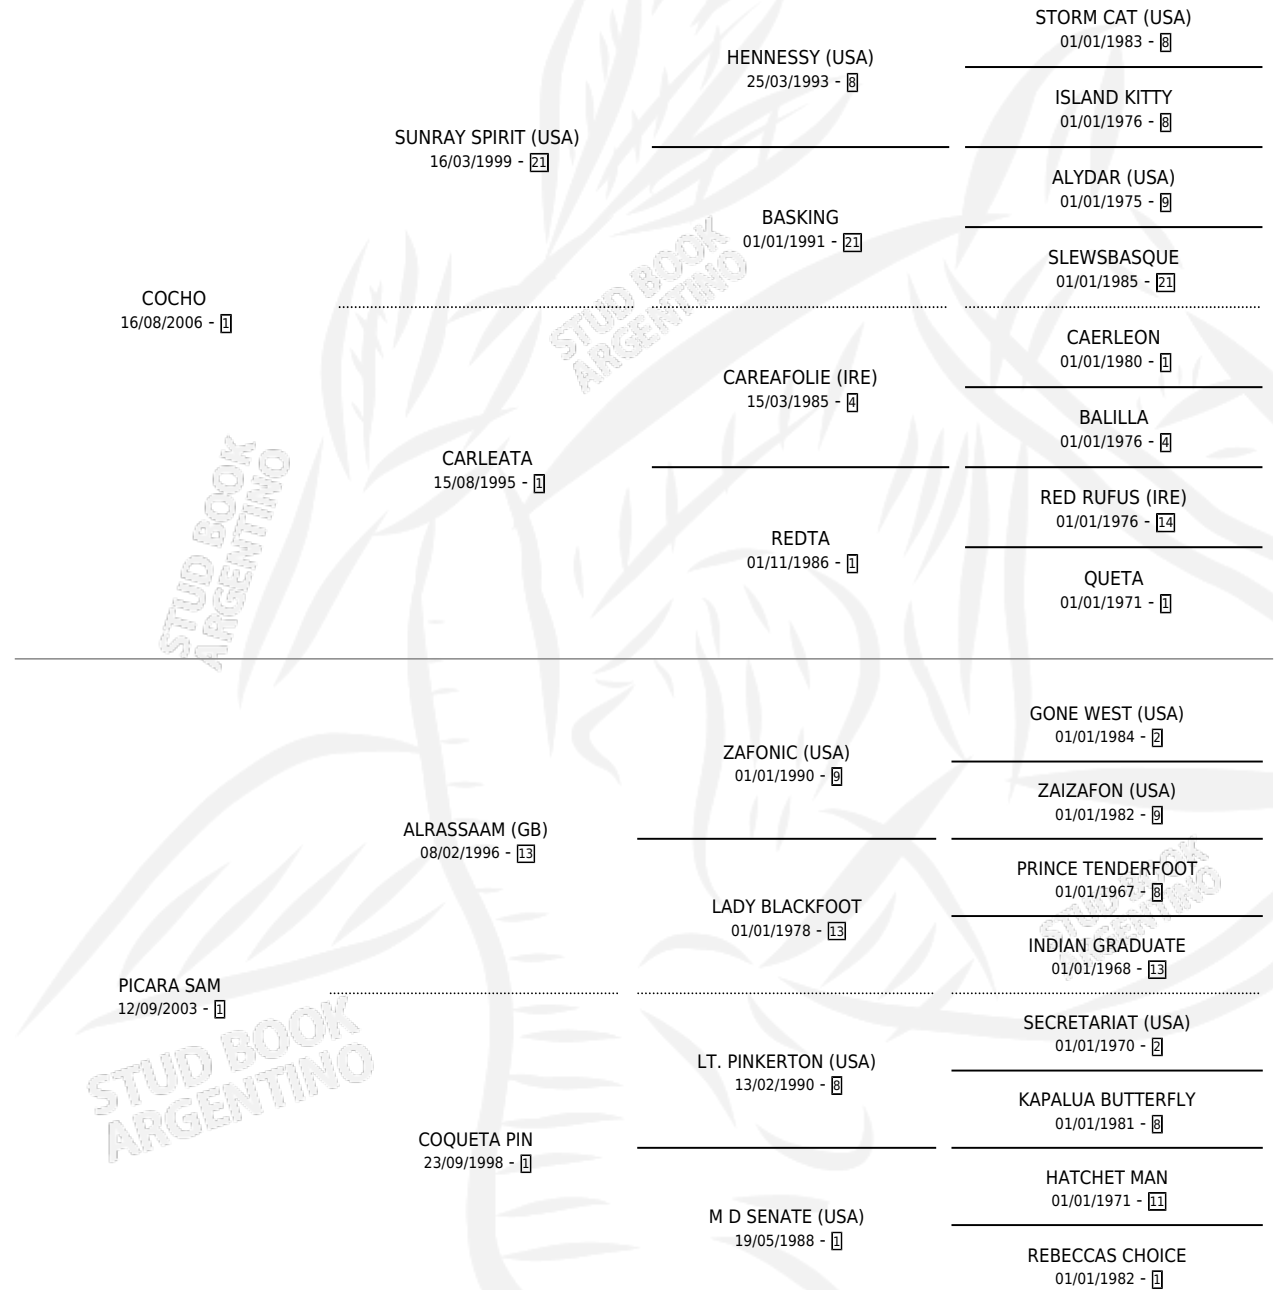 STORM CAT (USA)
01/01/1983 - 8
HENNESSY (USA)
25/03/1993 - 8
ISLAND KITTY
01/01/1976 - 8
SUNRAY SPIRIT (USA)
16/03/1999 - 21
ALYDAR (USA)
01/01/1975 - 9
BASKING
01/01/1991 - 21
SLEWSBASQUE
01/01/1985 - 21
COCHO
16/08/2006 - 1
CAERLEON
01/01/1980 - 1
CAREAFOLIE (IRE)
15/03/1985 - 4
BALILLA
01/01/1976 - 4
CARLEATA
15/08/1995 - 1
RED RUFUS (IRE)
01/01/1976 - 14
REDTA
01/11/1986 - 1
QUETA
01/01/1971 - 1
GONE WEST (USA)
01/01/1984 - 2
ZAFONIC (USA)
01/01/1990 - 9
ZAIZAFON (USA)
01/01/1982 - 9
ALRASSAAM (GB)
08/02/1996 - 13
PRINCE TENDERFOOT
01/01/1967 - 8
LADY BLACKFOOT
01/01/1978 - 13
INDIAN GRADUATE
01/01/1968 - 13
PICARA SAM
12/09/2003 - 1
SECRETARIAT (USA)
01/01/1970 - 2
LT. PINKERTON (USA)
13/02/1990 - 8
KAPALUA BUTTERFLY
01/01/1981 - 8
COQUETA PIN
23/09/1998 - 1
HATCHET MAN
01/01/1971 - 11
M D SENATE (USA)
19/05/1988 - 1
REBECCAS CHOICE
01/01/1982 - 1
STUD BOOK
ARGENTINO
STUD BOOK
ARGENTINO
STUD BOOK
ARGENTINO
STUD BOOK
ARGENTINO